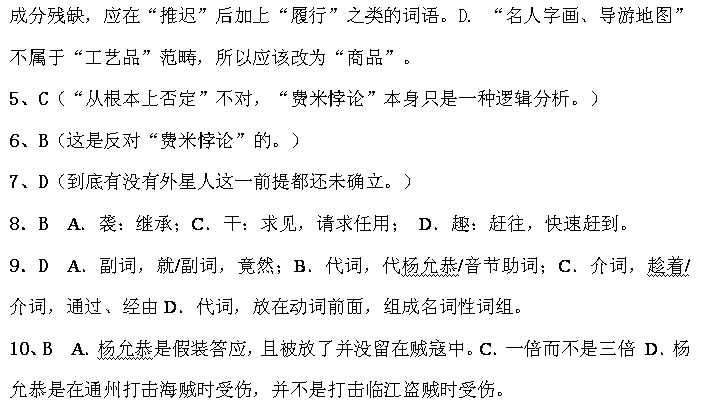 成分残缺，应在“推迟”后加上“履行”之类的词语。D. “名人字画、导游地图”
不属于“工艺品”范畴，所以应该改为“商品”。
5、C（“从根本上否定”不对，“费米悖论”本身只是一种逻辑分析。）
6、B（这是反对“费米悖论”的。）
7、D（到底有没有外星人这一前提都还未确立。）
8．B A．袭：继承；C．干：求见，请求任用； D．趣：赶往，快速赶到。
9．D A．副词，就/副词，竟然；B．代词，代杨允恭/音节助词；C．介词，趁着/
介词，通过、经由 D．代词，放在动词前面，组成名词性词组。
10、B A．杨允恭是假装答应，且被放了并没留在贼寇中。C．一倍而不是三倍 D．杨
允恭是在通州打击海贼时受伤，并不是打击临江盗贼时受伤。